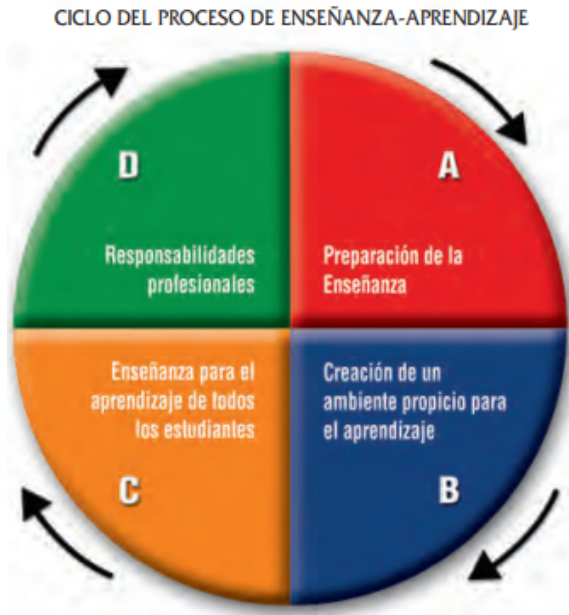 CICLO DEL PROCESO DE ENSEÑANZA-APRENDIZAJE
D
Responsabilidades
profesionales
A
Preparación de la
Enseñanza
Enseñanza para el
aprendizaje de todos
los estudiantes
C
Creación de un
ambiente propicio para
el aprendizaje
B